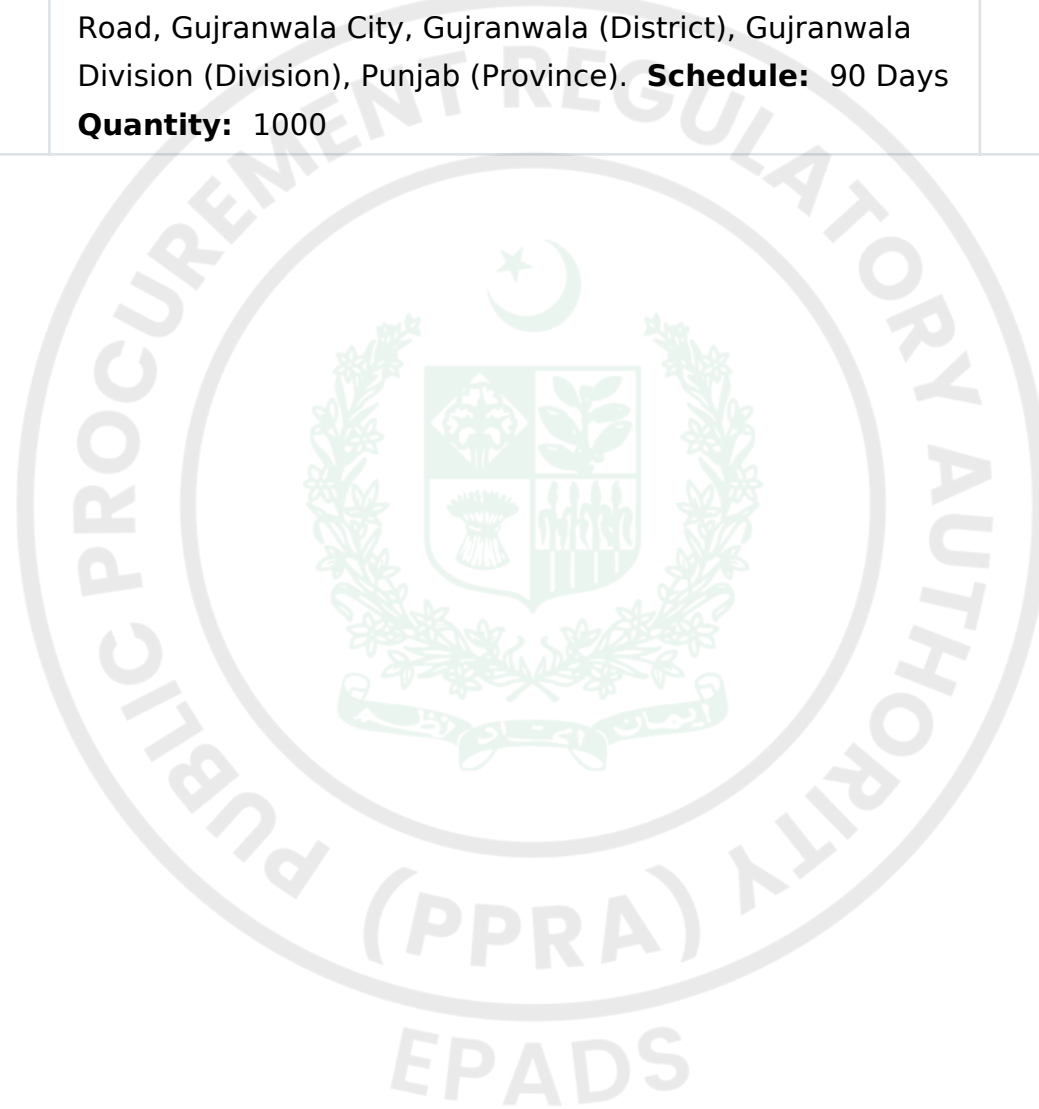 Road, Gujranwala City, Gujranwala (District), Gujranwala
Division (Division), Punjab (Province). Schedule: 90 Days
Quantity: 1000
PUBLIC PROCUREMENT REGULATORY AUTHORITY
(PPRA)
EPADS